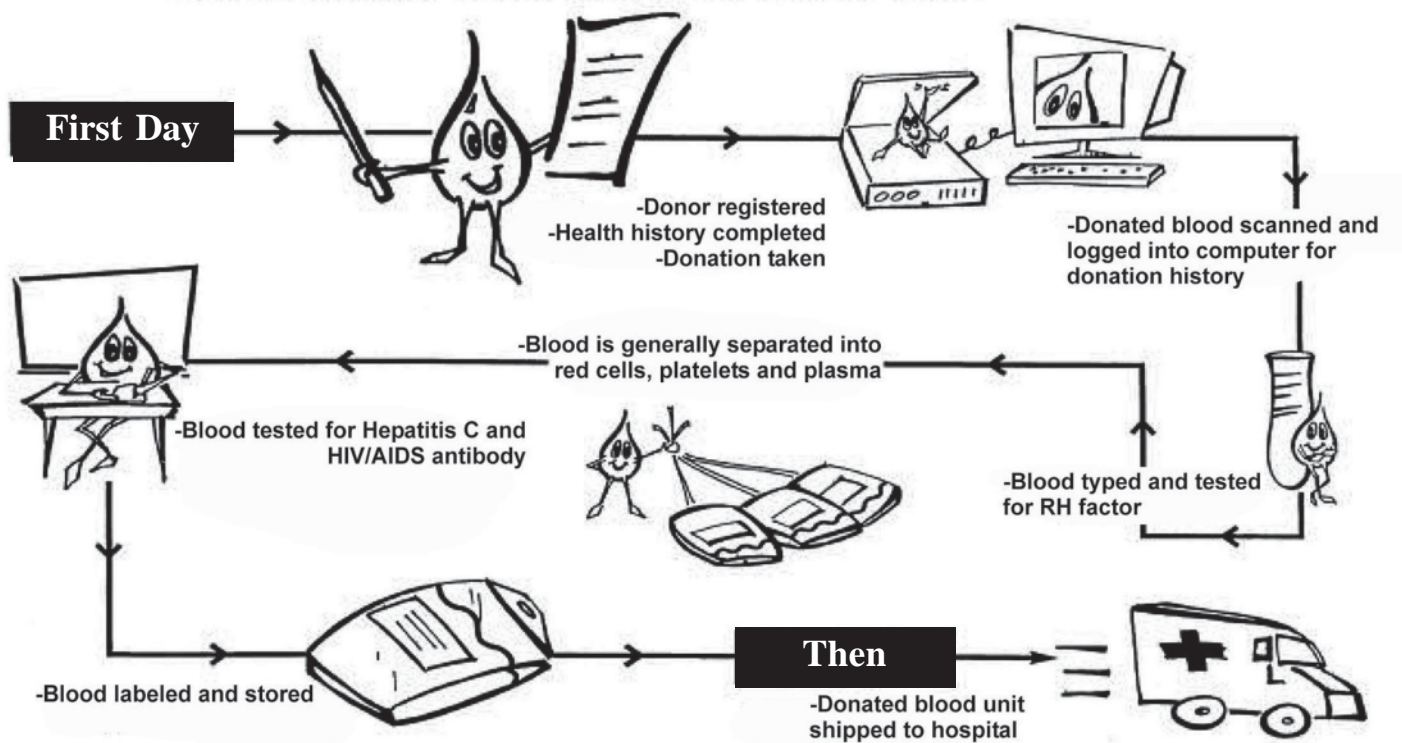 First Day
-Donor registered
-Health history completed
-Donation taken
-Donated blood scanned and
logged into computer for
donation history
-Blood typed and tested
for RH factor
-Blood is generally separated into
red cells, platelets and plasma
-Blood tested for Hepatitis C and
HIV/AIDS antibody
-Blood labeled and stored
Then
-Donated blood unit
shipped to hospital